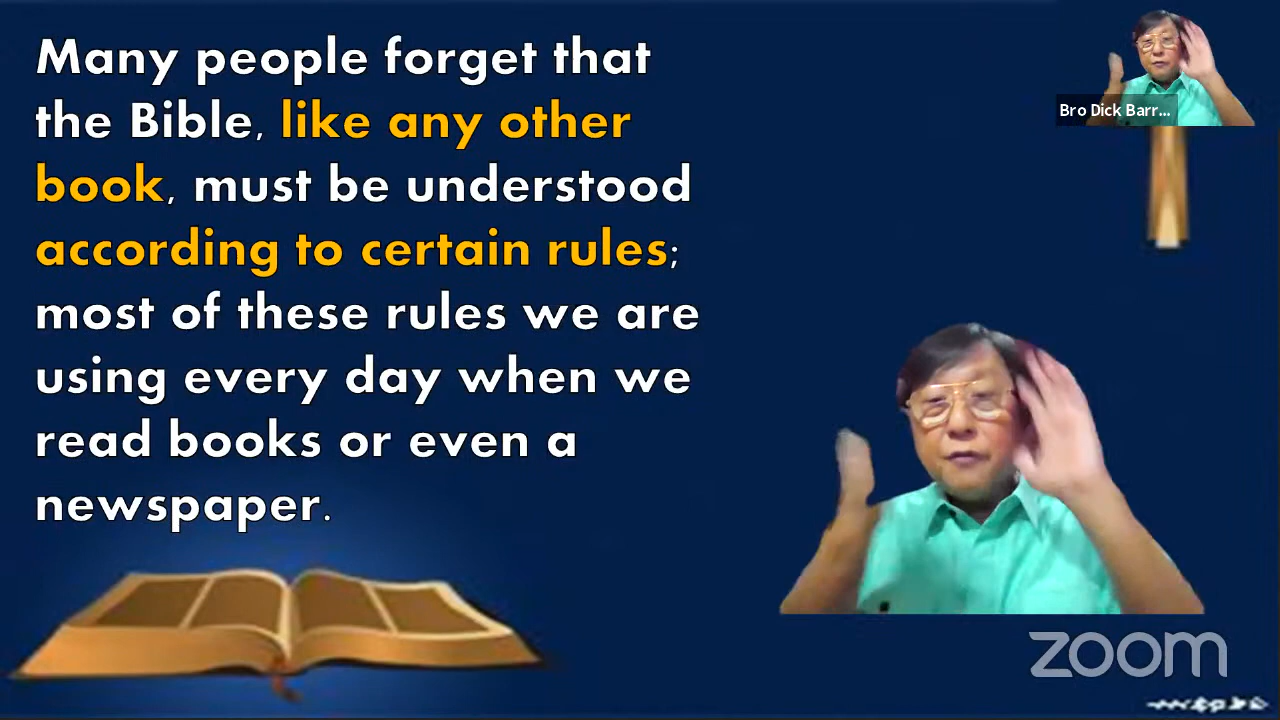 Many people forget that
the Bible, like any other
book, must be understood
according to certain rules;
most of these rules we are
using every day when we
read books or even a
newspaper.
Bro Dick Barr...
zoom